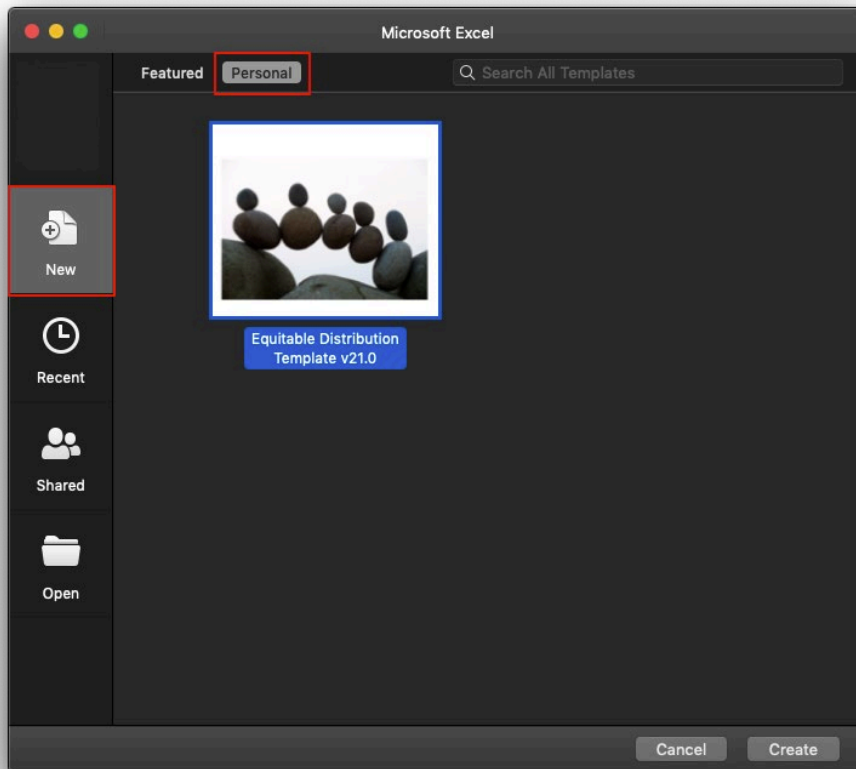 Microsoft Excel
Featured
Personal
Search All Templates
New
Recent
Shared
Open
Equitable Distribution
Template v21.0
Cancel
Create